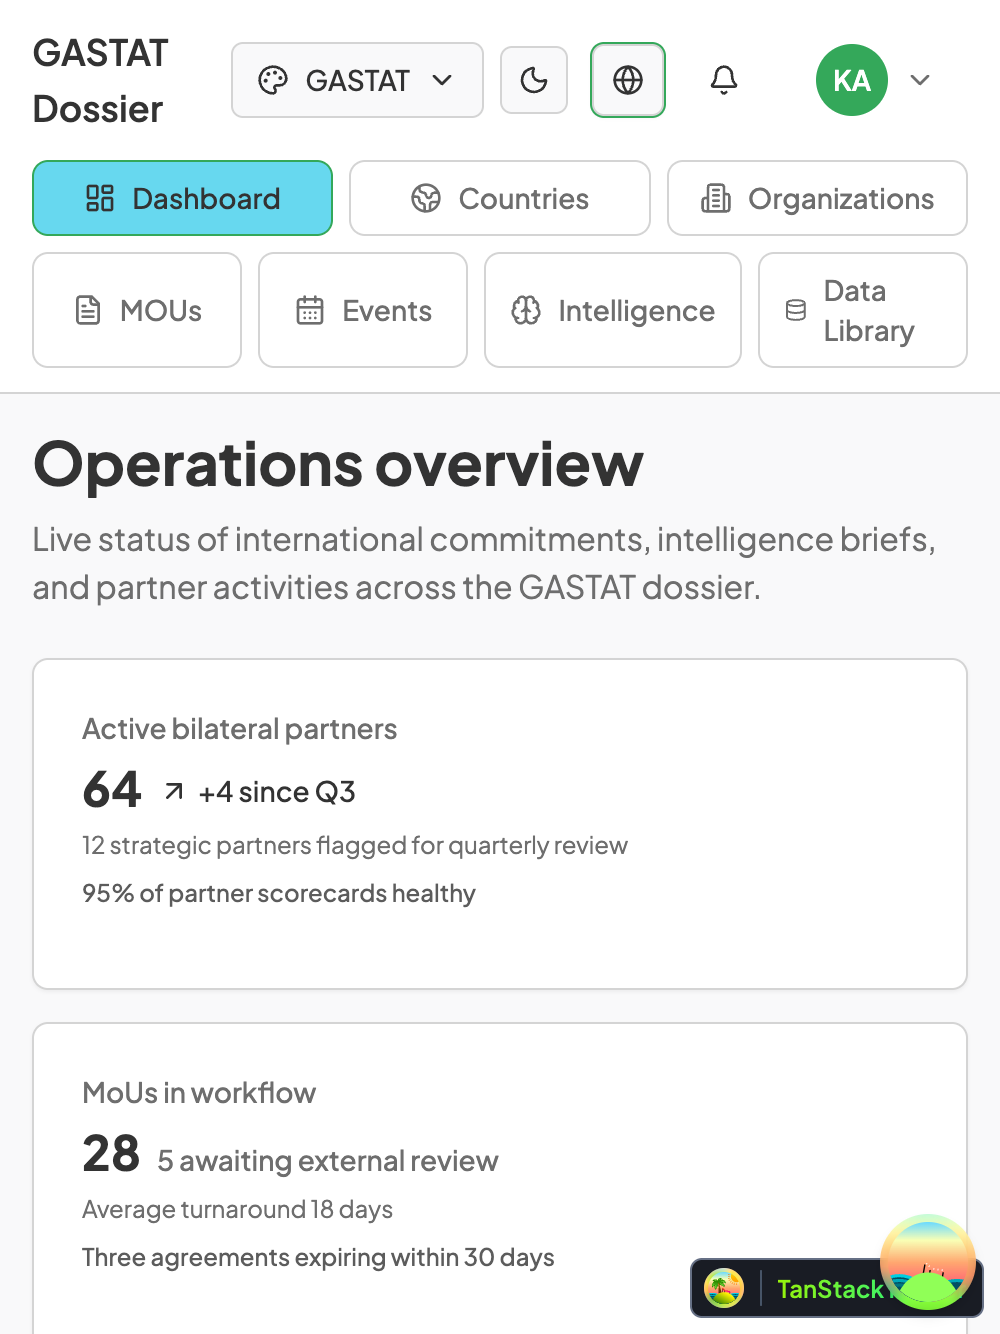 GASTAT
Dossier
GASTAT
KA
Dashboard
Countries
Organizations
MOUs
Events
Intelligence
Data
Library
Operations overview
Live status of international commitments, intelligence briefs,
and partner activities across the GASTAT dossier.
Active bilateral partners
64 +4 since Q3
12 strategic partners flagged for quarterly review
95% of partner scorecards healthy
MoUs in workflow
28 5 awaiting external review
Average turnaround 18 days
Three agreements expiring within 30 days
TanStack